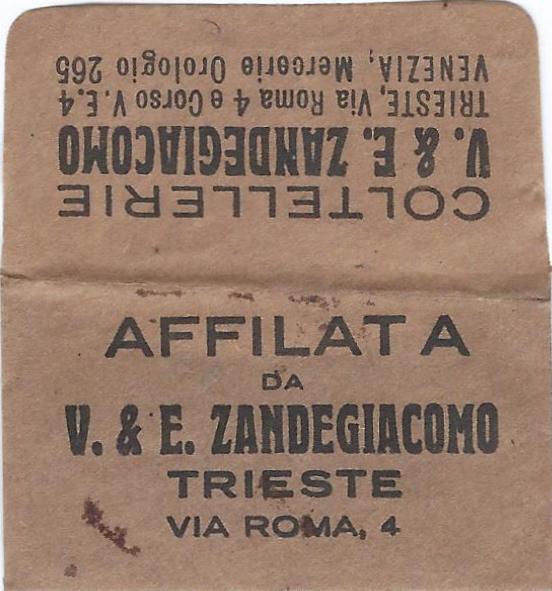 COLTELLERIE
V. & E. ZANDEGIACOMO
TRIESTE, Via Roma 4 e Corso V.E. 4
VENEZIA, Mercerie Orologio 265
AFFILATA
DA
V. & E. ZANDEGIACOMO
TRIESTE
VIA ROMA, 4